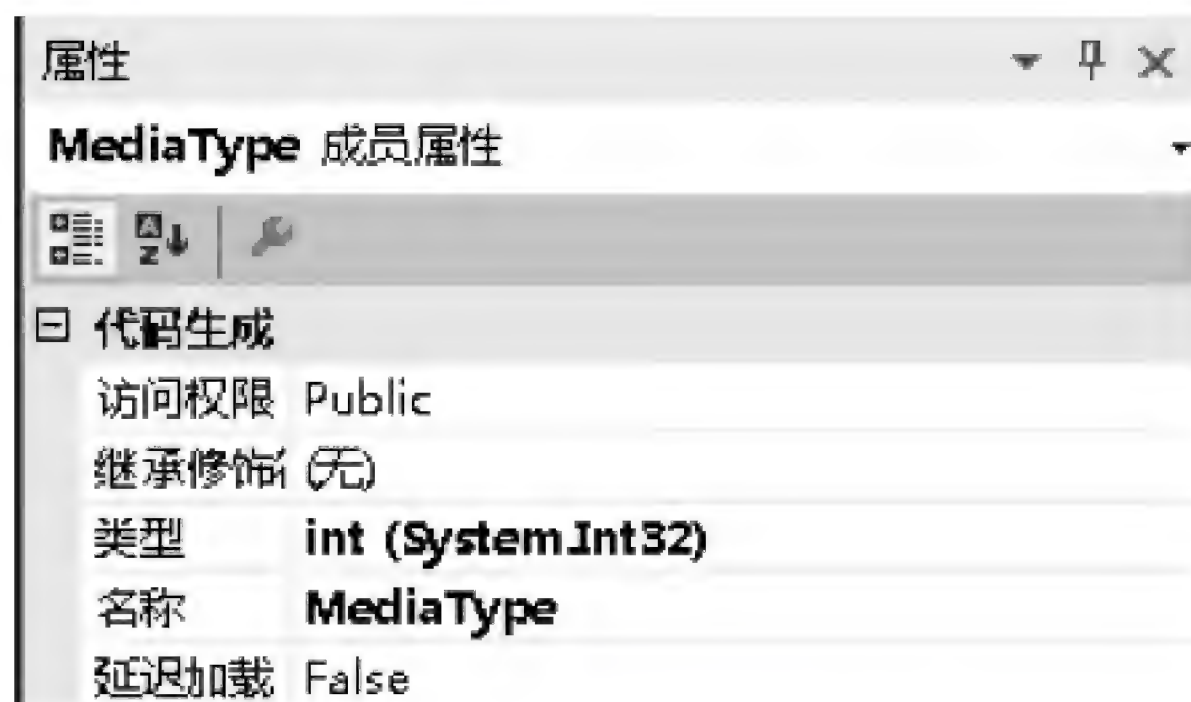 属性
MediaType 成员属性
代码生成
访问权限 Public
继承修饰 (无)
类型 int (System.Int32)
名称 MediaType
延迟加载 False